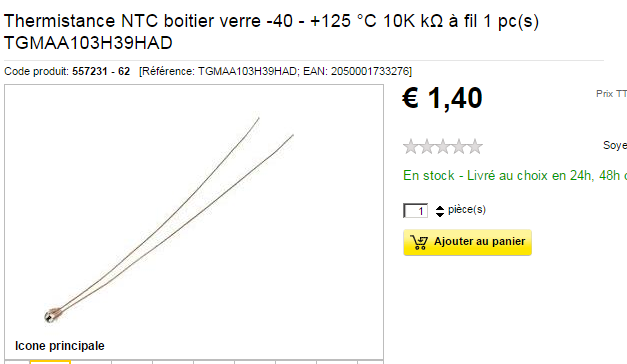 Thermistance NTC boitier verre -40 - +125 °C 10K kΩ à fil 1 pc(s)
TGMAA103H39HAD
Code produit: 557231 - 62 [Référence: TGMAA103H39HAD; EAN: 2050001733276]
€ 1,40
Prix TT
Soye
En stock - Livré au choix en 24h, 48h
1 pièce(s)
Ajouter au panier
Icone principale